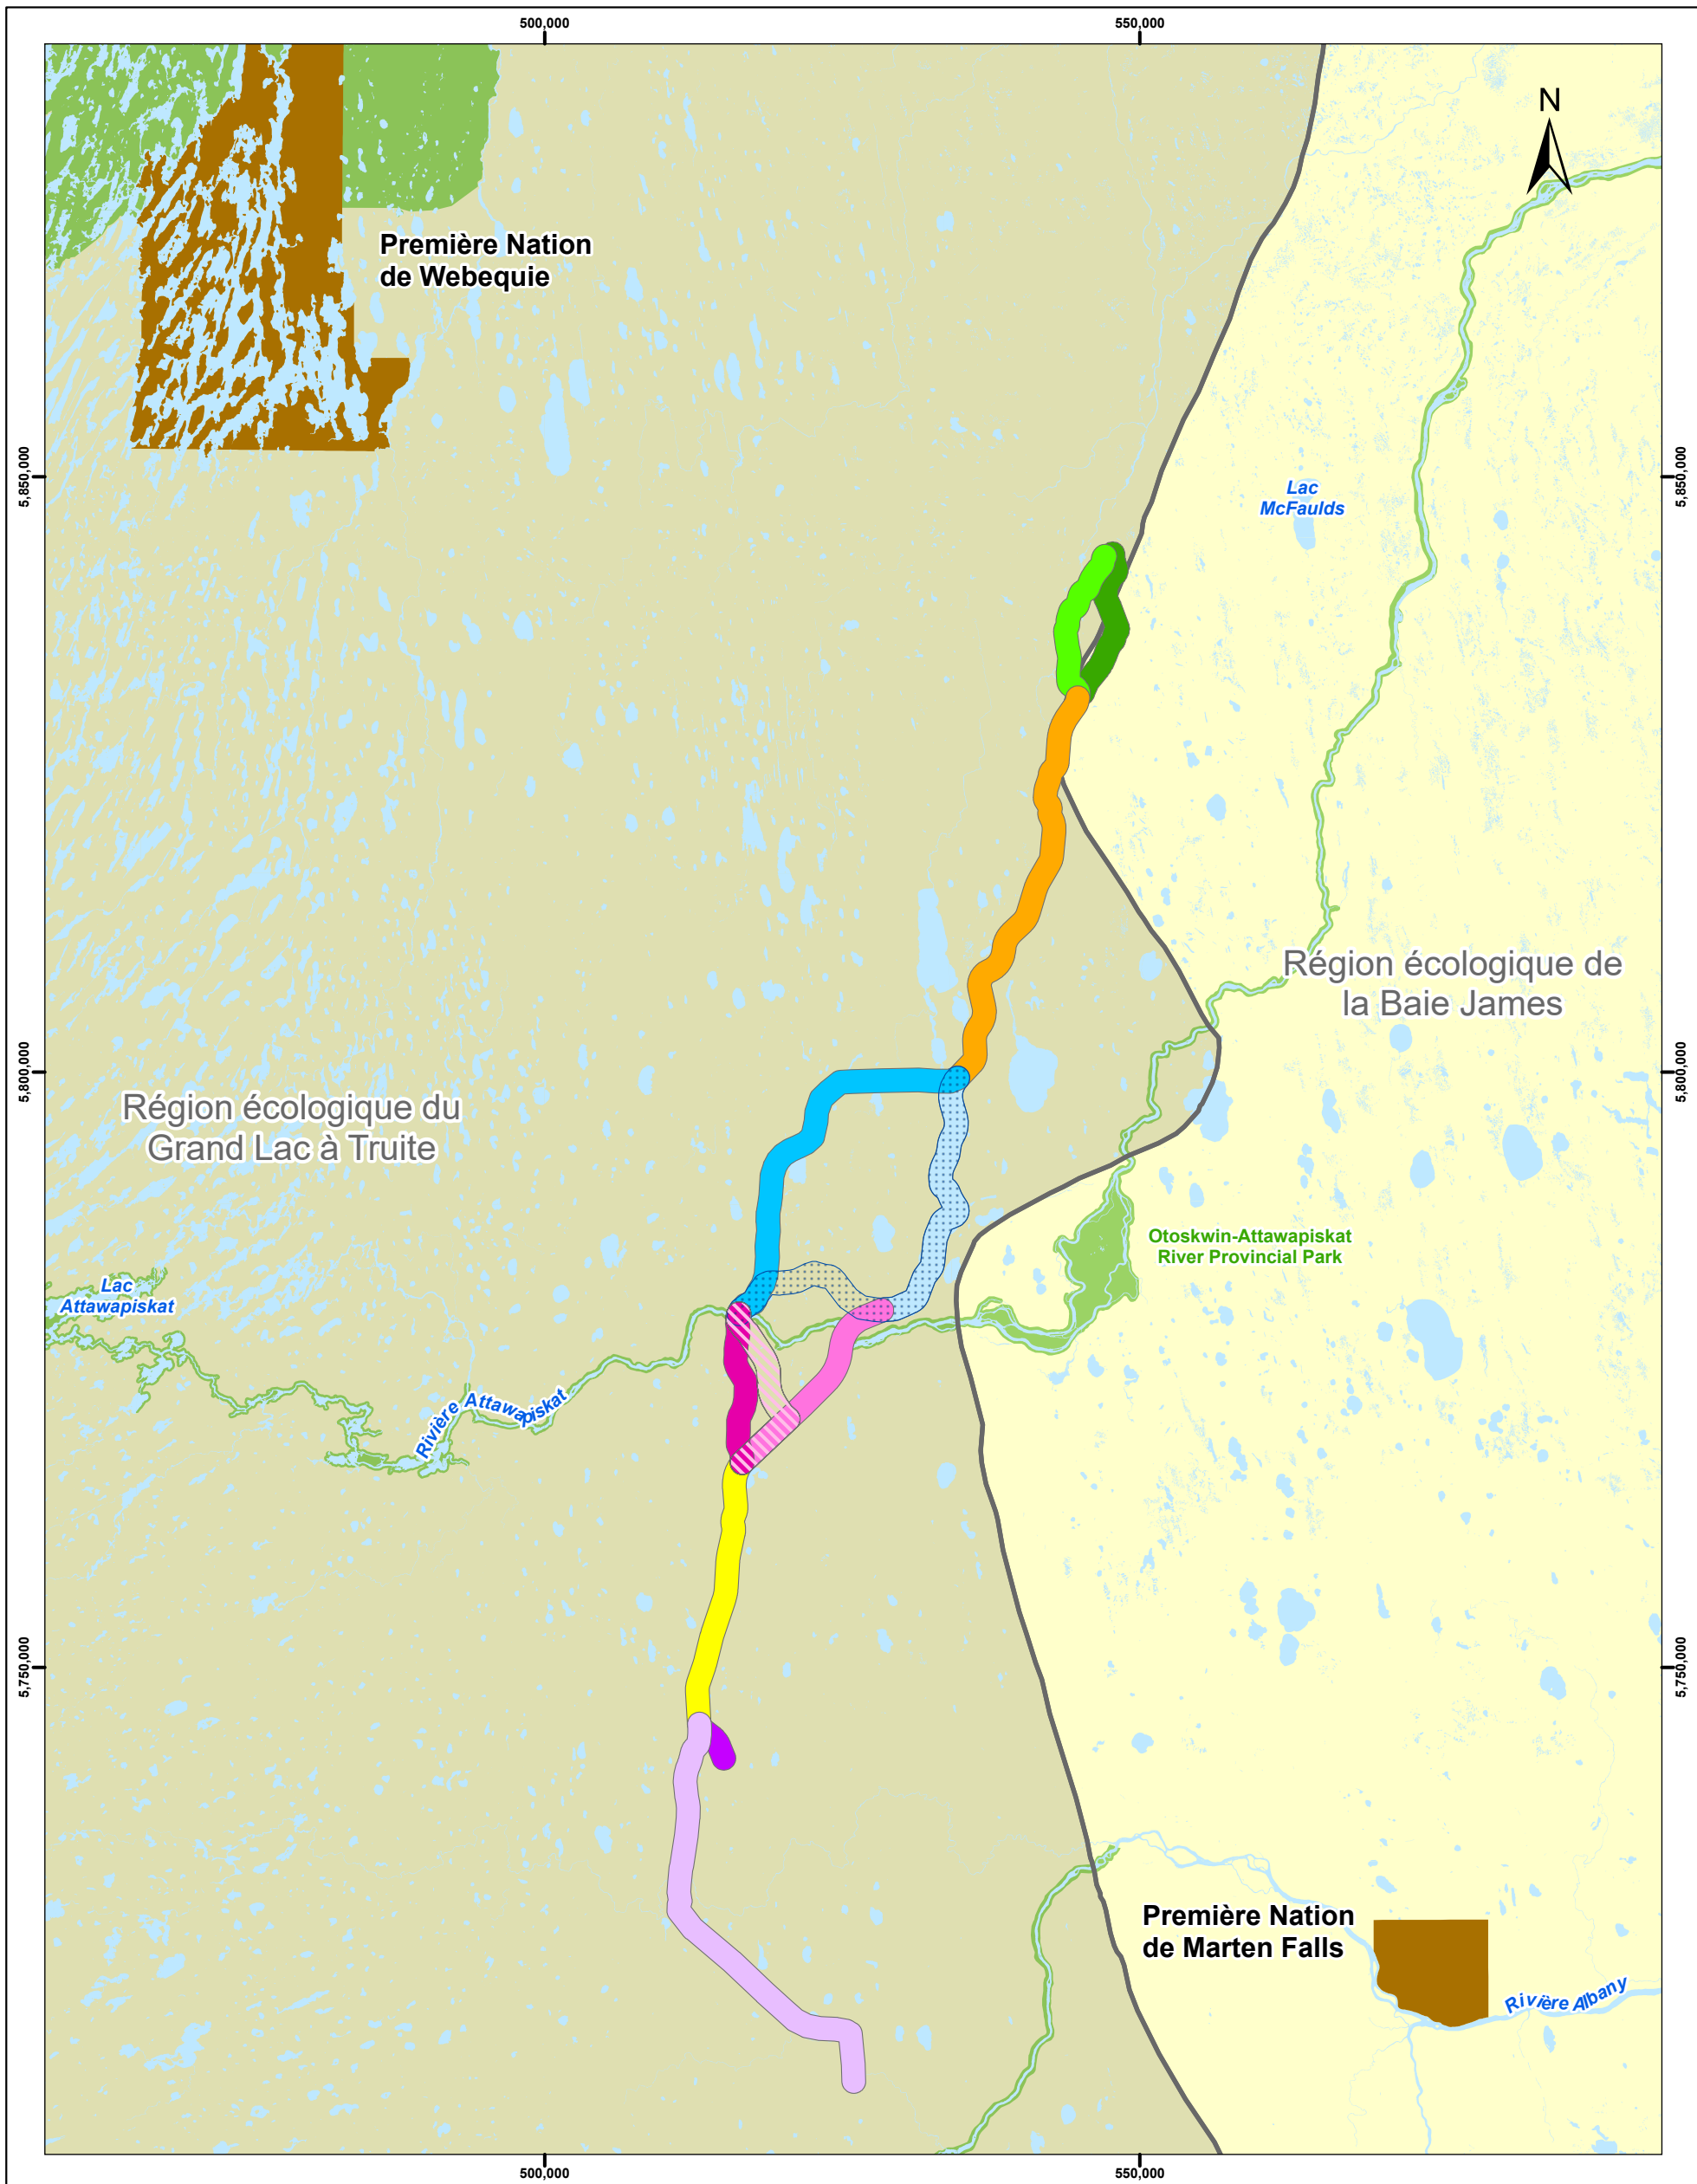 500,000
550,000
N
Première Nation
de Webequie
5,850,000
5,850,000
Lac
McFaulds
Région écologique de
la Baie James
5,800,000
5,800,000
Région écologique du
Grand Lac à Truite
Otoskwin-Attawapiskat
River Provincial Park
Lac
Attawapiskat
Rivière Attawapiskat
5,750,000
5,750,000
Première Nation
de Marten Falls
Rivière Albany
500,000
550,000